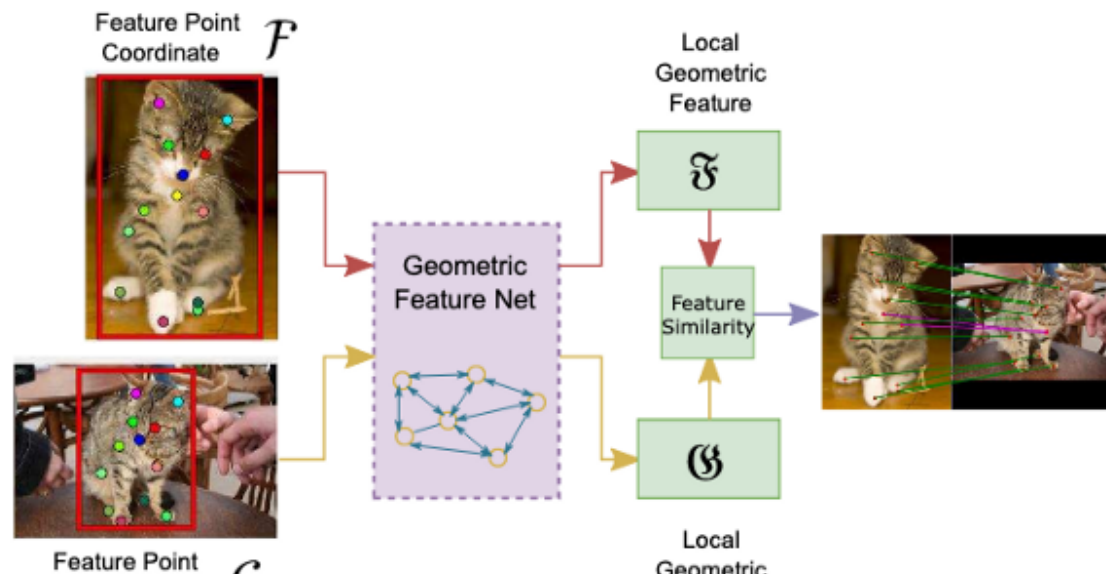 Feature Point
Coordinate 𝓕
Local
Geometric
Feature
𝔉
Geometric
Feature Net
Feature
Similarity
𝔊
Feature Point
Local
Geometric